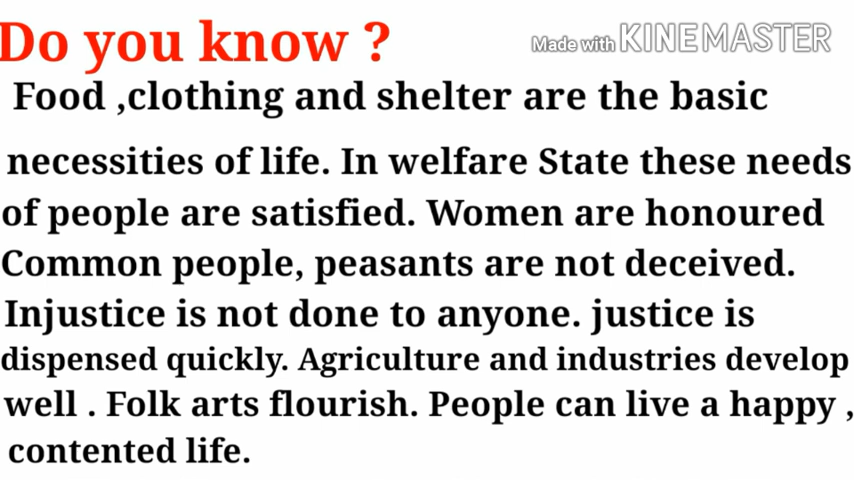 Do you know ?
Made with KINEMASTER
Food ,clothing and shelter are the basic
necessities of life. In welfare State these needs
of people are satisfied. Women are honoured
Common people, peasants are not deceived.
Injustice is not done to anyone. justice is
dispensed quickly. Agriculture and industries develop
well . Folk arts flourish. People can live a happy ,
contented life.